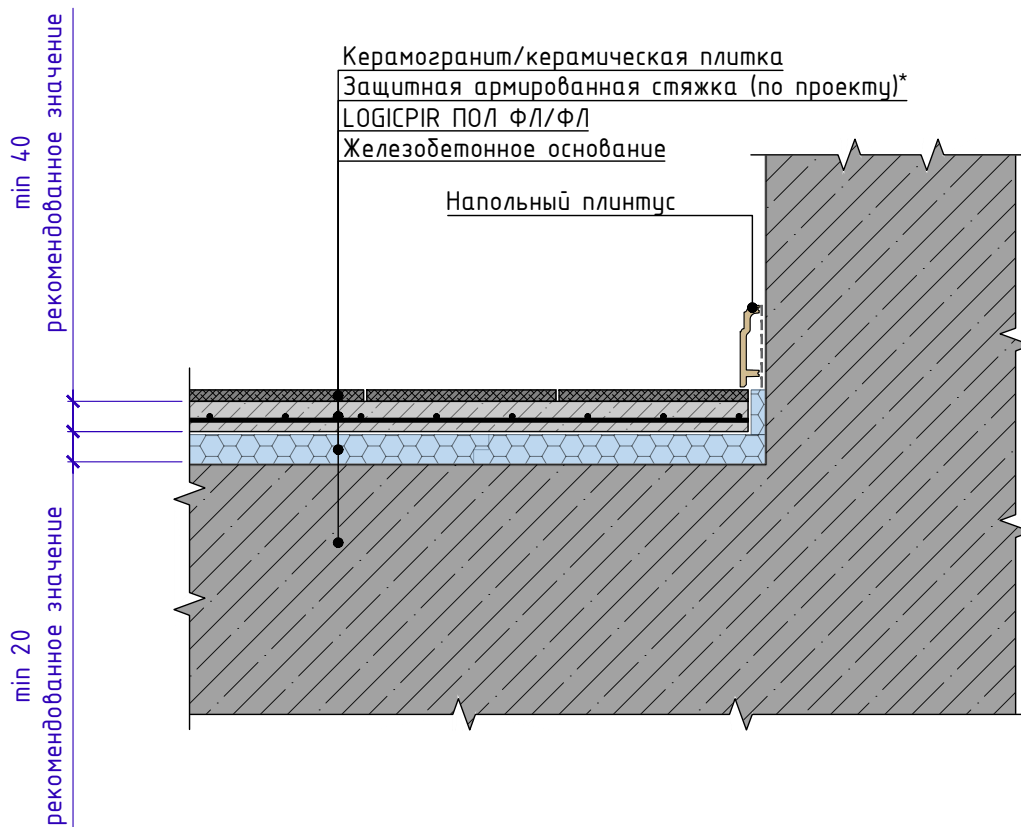 Керамогранит/керамическая плитка
Защитная армированная стяжка (по проекту)*
LOGICPIR ПОЛ ФЛ/ФЛ
Железобетонное основание
Напольный плинтус
min 40
рекомендованное значение
min 20
рекомендованное значение